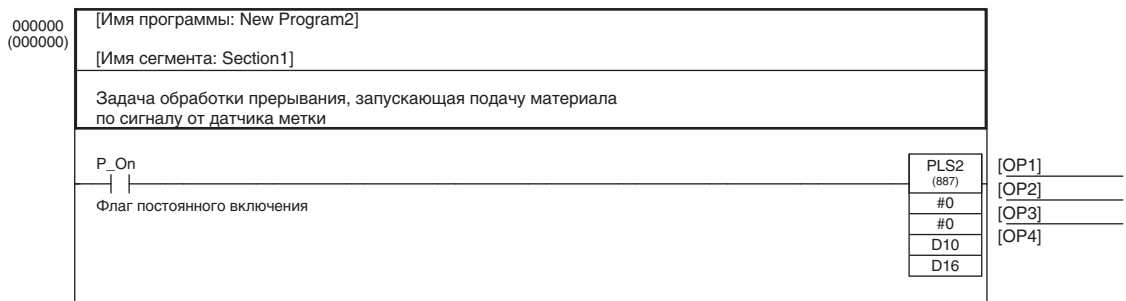 000000
(000000)
[Имя программы: New Program2]
[Имя сегмента: Section1]
Задача обработки прерывания, запускающая подачу материала
по сигналу от датчика метки
P_On
Флаг постоянного включения
PLS2
(887)
#0
#0
D10
D16
[OP1]
[OP2]
[OP3]
[OP4]